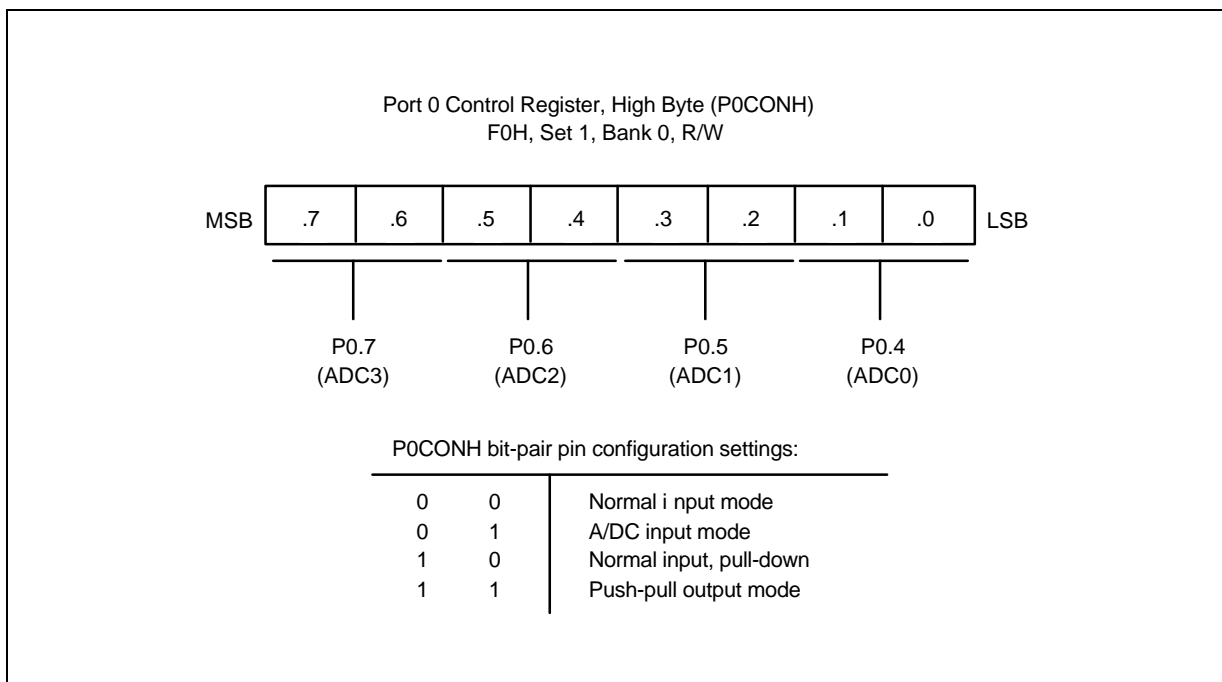 Port 0 Control Register, High Byte (P0CONH)
F0H, Set 1, Bank 0, R/W
MSB .7 .6 .5 .4 .3 .2 .1 .0 LSB
P0.7 P0.6 P0.5 P0.4
(ADC3) (ADC2) (ADC1) (ADC0)
P0CONH bit-pair pin configuration settings:
0 0 Normal i nput mode
0 1 A/DC input mode
1 0 Normal input, pull-down
1 1 Push-pull output mode